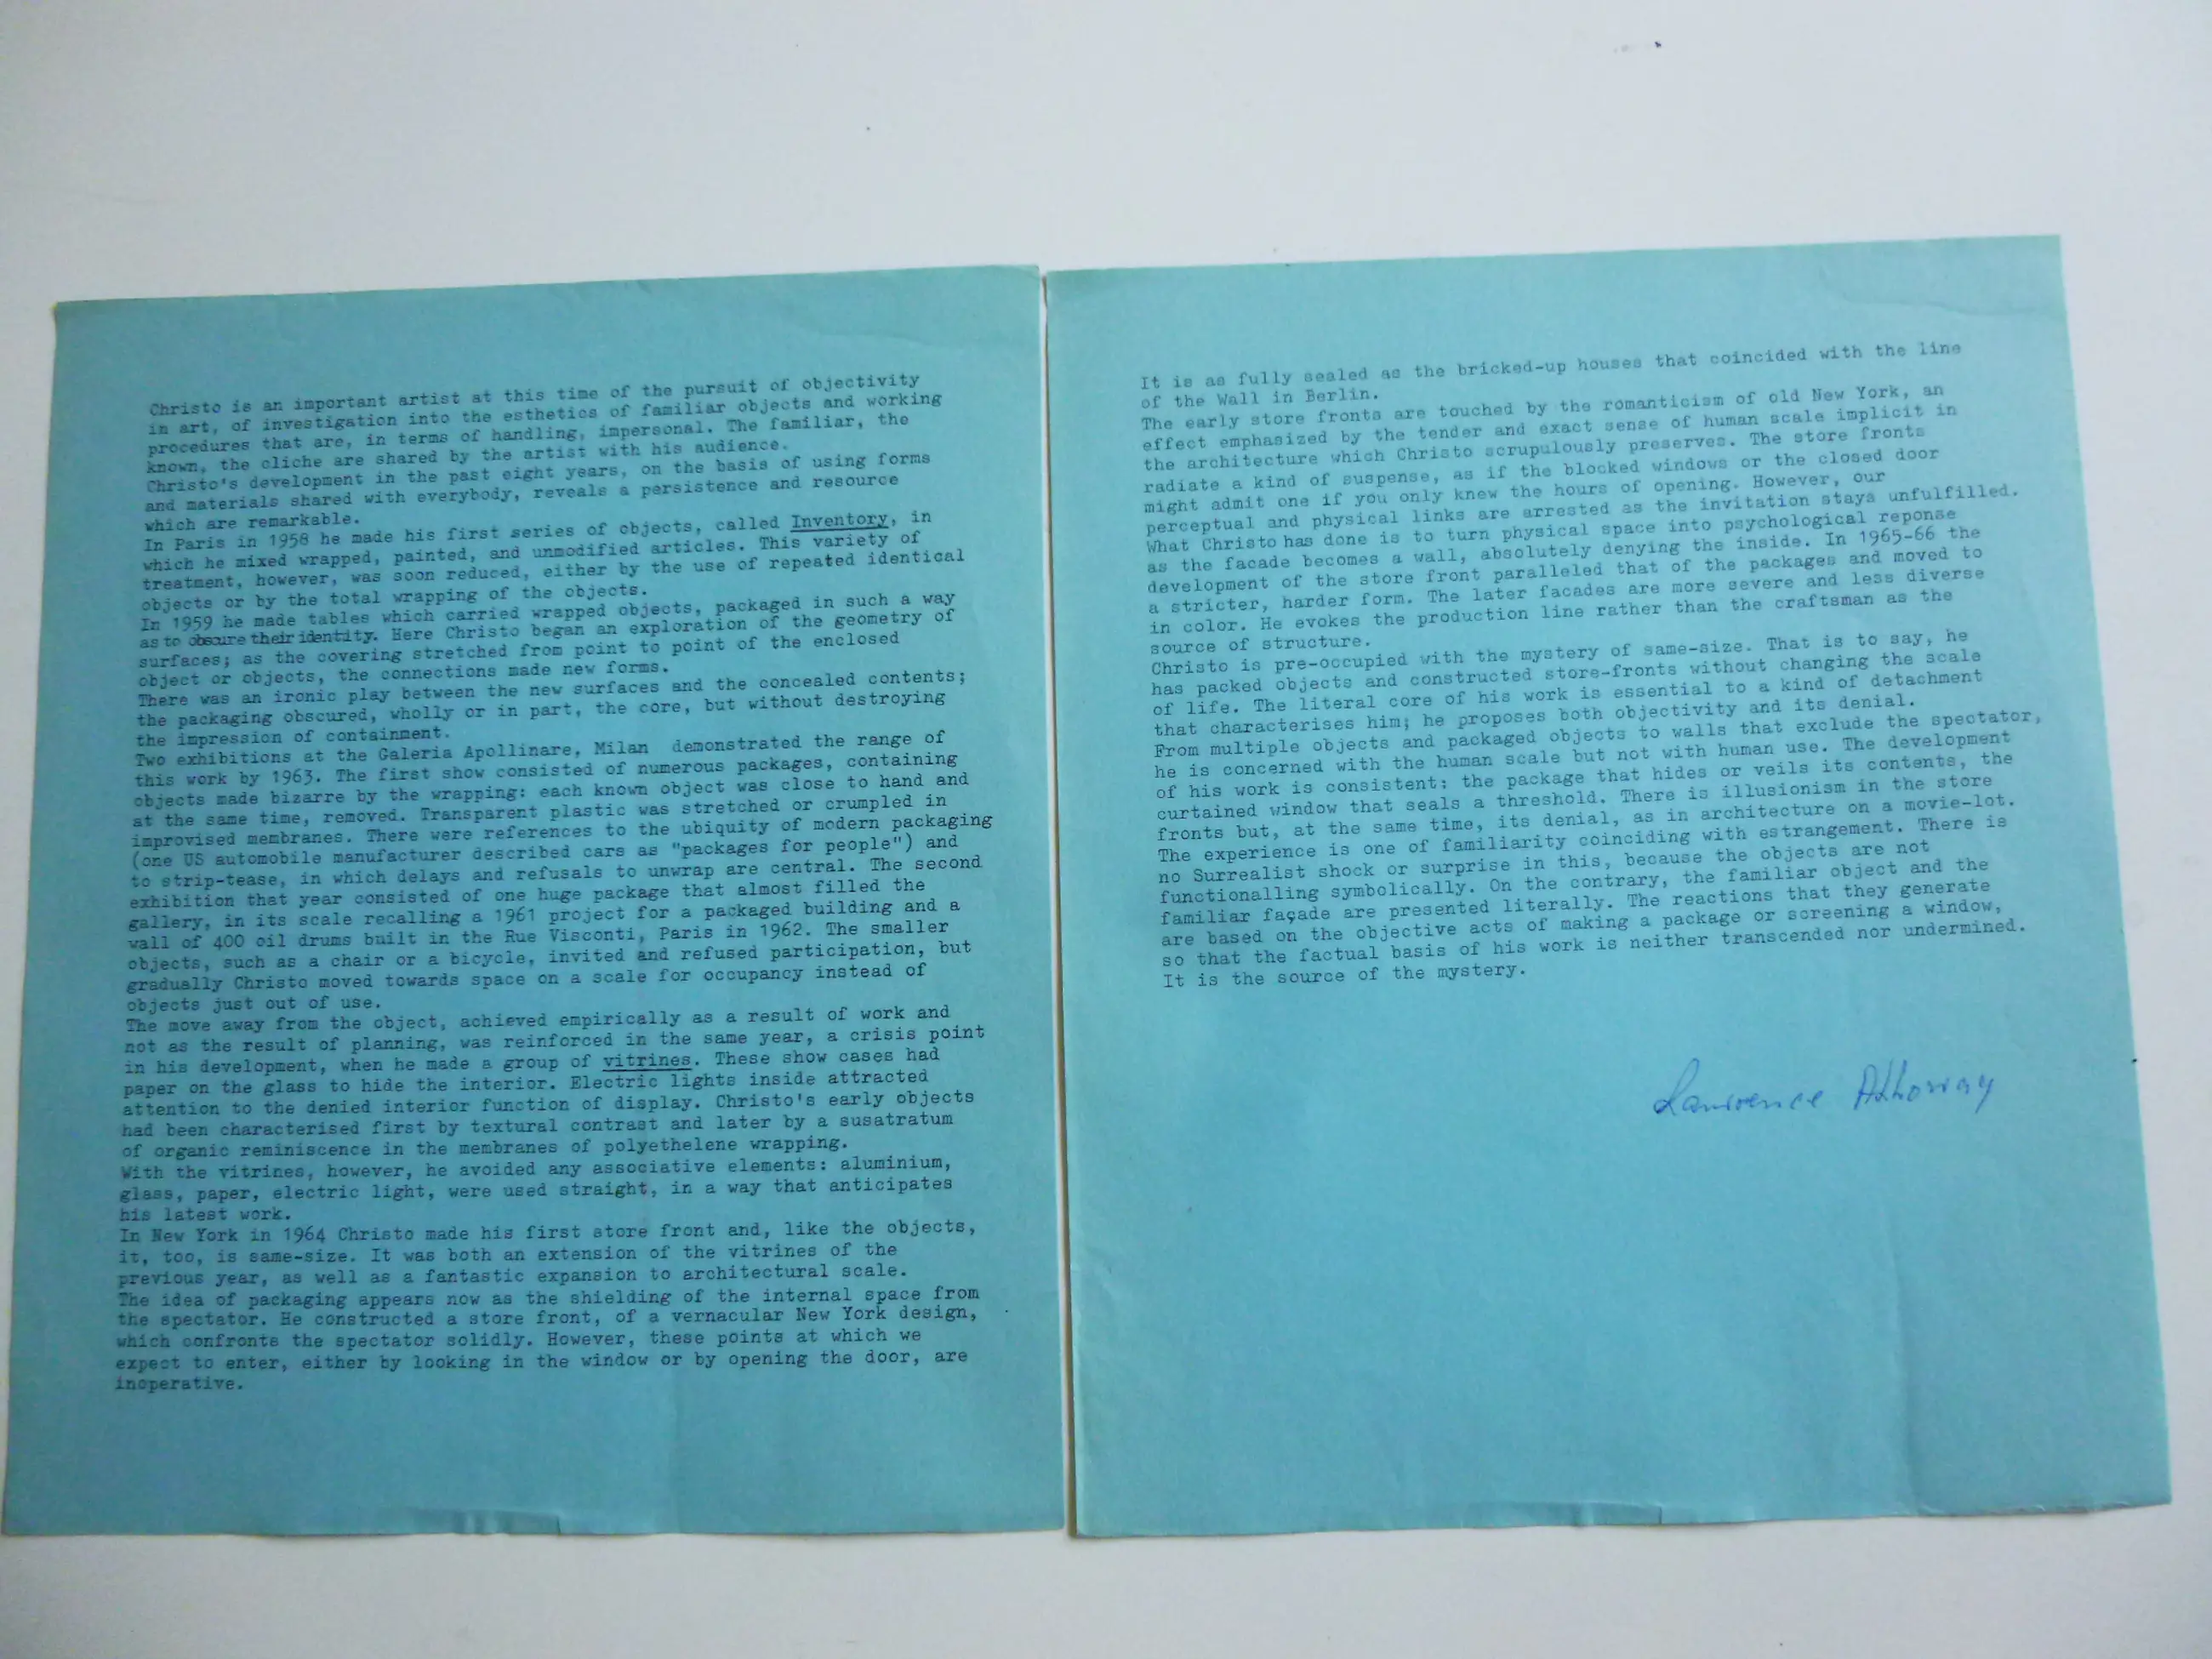 Christo is an important artist at this time of the pursuit of objectivity
in art, of investigation into the esthetics of familiar objects and working
procedures that are, in terms of handling, impersonal. The familiar, the
known, the cliche are shared by the artist with his audience.
Christo's development in the past eight years, on the basis of using forms
and materials shared with everybody, reveals a persistence and resource
which are remarkable.
In Paris in 1958 he made his first series of objects, called Inventory, in
which he mixed wrapped, painted, and unmodified articles. This variety of
treatment, however, was soon reduced, either by the use of repeated identical
objects or by the total wrapping of the objects.
In 1959 he made tables which carried wrapped objects, packaged in such a way
as to obscure their identity. Here Christo began an exploration of the geometry of
surfaces; as the covering stretched from point to point of the enclosed
object or objects, the connections made new forms.
There was an ironic play between the new surfaces and the concealed contents;
the packaging obscured, wholly or in part, the core, but without destroying
the impression of containment.
Two exhibitions at the Galeria Apollinare, Milan demonstrated the range of
this work by 1963. The first show consisted of numerous packages, containing
objects made bizarre by the wrapping: each known object was close to hand and
at the same time, removed. Transparent plastic was stretched or crumpled in
improvised membranes. There were references to the ubiquity of modern packaging
(one US automobile manufacturer described cars as "packages for people") and
to strip-tease, in which delays and refusals to unwrap are central. The second
exhibition that year consisted of one huge package that almost filled the
gallery, in its scale recalling a 1961 project for a packaged building and a
wall of 400 oil drums built in the Rue Visconti, Paris in 1962. The smaller
objects, such as a chair or a bicycle, invited and refused participation, but
gradually Christo moved towards space on a scale for occupancy instead of
objects just out of use.
The move away from the object, achieved empirically as a result of work and
not as the result of planning, was reinforced in the same year, a crisis point
in his development, when he made a group of vitrines. These show cases had
paper on the glass to hide the interior. Electric lights inside attracted
attention to the denied interior function of display. Christo's early objects
had been characterised first by textural contrast and later by a susatratum
of organic reminiscence in the membranes of polyethelene wrapping.
With the vitrines, however, he avoided any associative elements: aluminium,
glass, paper, electric light, were used straight, in a way that anticipates
his latest work.
In New York in 1964 Christo made his first store front and, like the objects,
it, too, is same-size. It was both an extension of the vitrines of the
previous year, as well as a fantastic expansion to architectural scale.
The idea of packaging appears now as the shielding of the internal space from
the spectator. He constructed a store front, of a vernacular New York design,
which confronts the spectator solidly. However, these points at which we
expect to enter, either by looking in the window or by opening the door, are
inoperative.
It is as fully sealed as the bricked-up houses that coincided with the line
of the Wall in Berlin.
The early store fronts are touched by the romanticism of old New York, an
effect emphasized by the tender and exact sense of human scale implicit in
the architecture which Christo scrupulously preserves. The store fronts
radiate a kind of suspense, as if the blocked windows or the closed door
might admit one if you only knew the hours of opening. However, our
perceptual and physical links are arrested as the invitation stays unfulfilled.
What Christo has done is to turn physical space into psychological reponse
as the facade becomes a wall, absolutely denying the inside. In 1965-66 the
development of the store front paralleled that of the packages and moved to
a stricter, harder form. The later facades are more severe and less diverse
in color. He evokes the production line rather than the craftsman as the
source of structure.
Christo is pre-occupied with the mystery of same-size. That is to say, he
has packed objects and constructed store-fronts without changing the scale
of life. The literal core of his work is essential to a kind of detachment
that characterises him; he proposes both objectivity and its denial.
From multiple objects and packaged objects to walls that exclude the spectator,
he is concerned with the human scale but not with human use. The development
of his work is consistent: the package that hides or veils its contents, the
curtained window that seals a threshold. There is illusionism in the store
fronts but, at the same time, its denial, as in architecture on a movie-lot.
The experience is one of familiarity coinciding with estrangement. There is
no Surrealist shock or surprise in this, because the objects are not
functionalling symbolically. On the contrary, the familiar object and the
familiar façade are presented literally. The reactions that they generate
are based on the objective acts of making a package or screening a window,
so that the factual basis of his work is neither transcended nor undermined.
It is the source of the mystery.
Lawrence Alloway